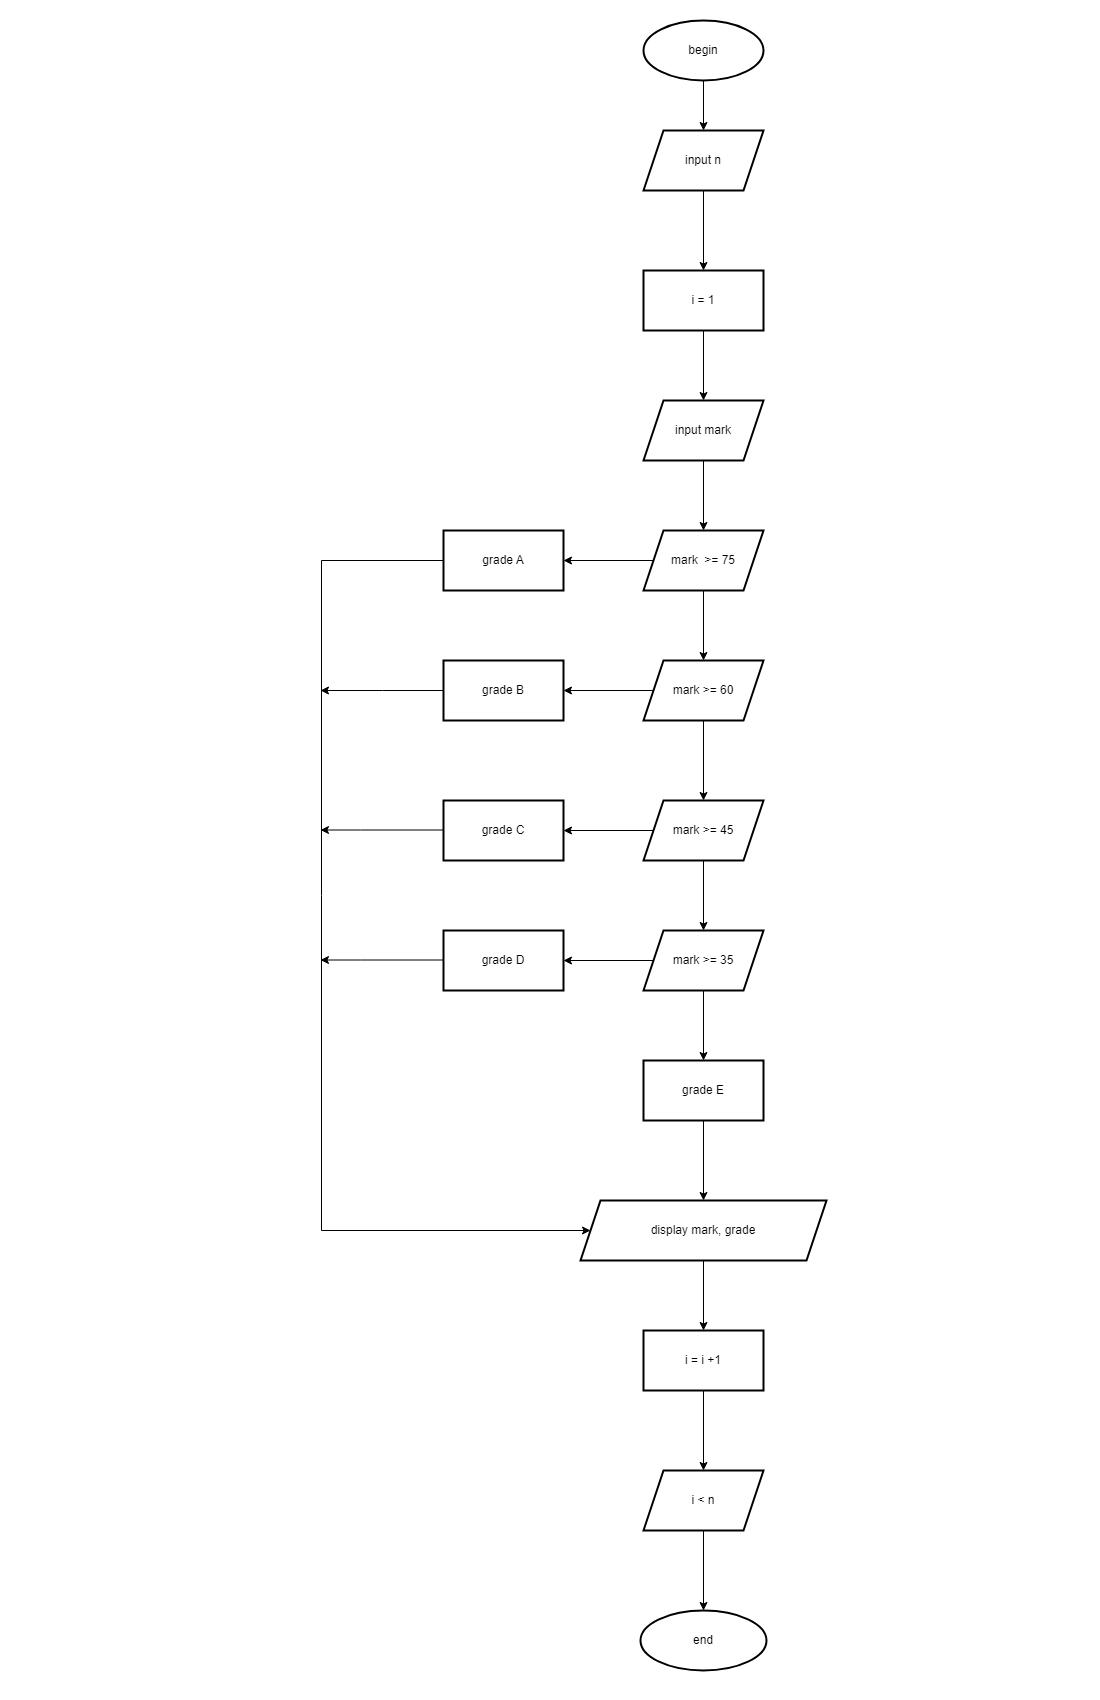 begin
input n
i = 1
input mark
grade A
mark  >= 75
grade B
mark >= 60
grade C
mark >= 45
grade D
mark >= 35
grade E
display mark, grade
i = i +1
i < n
end